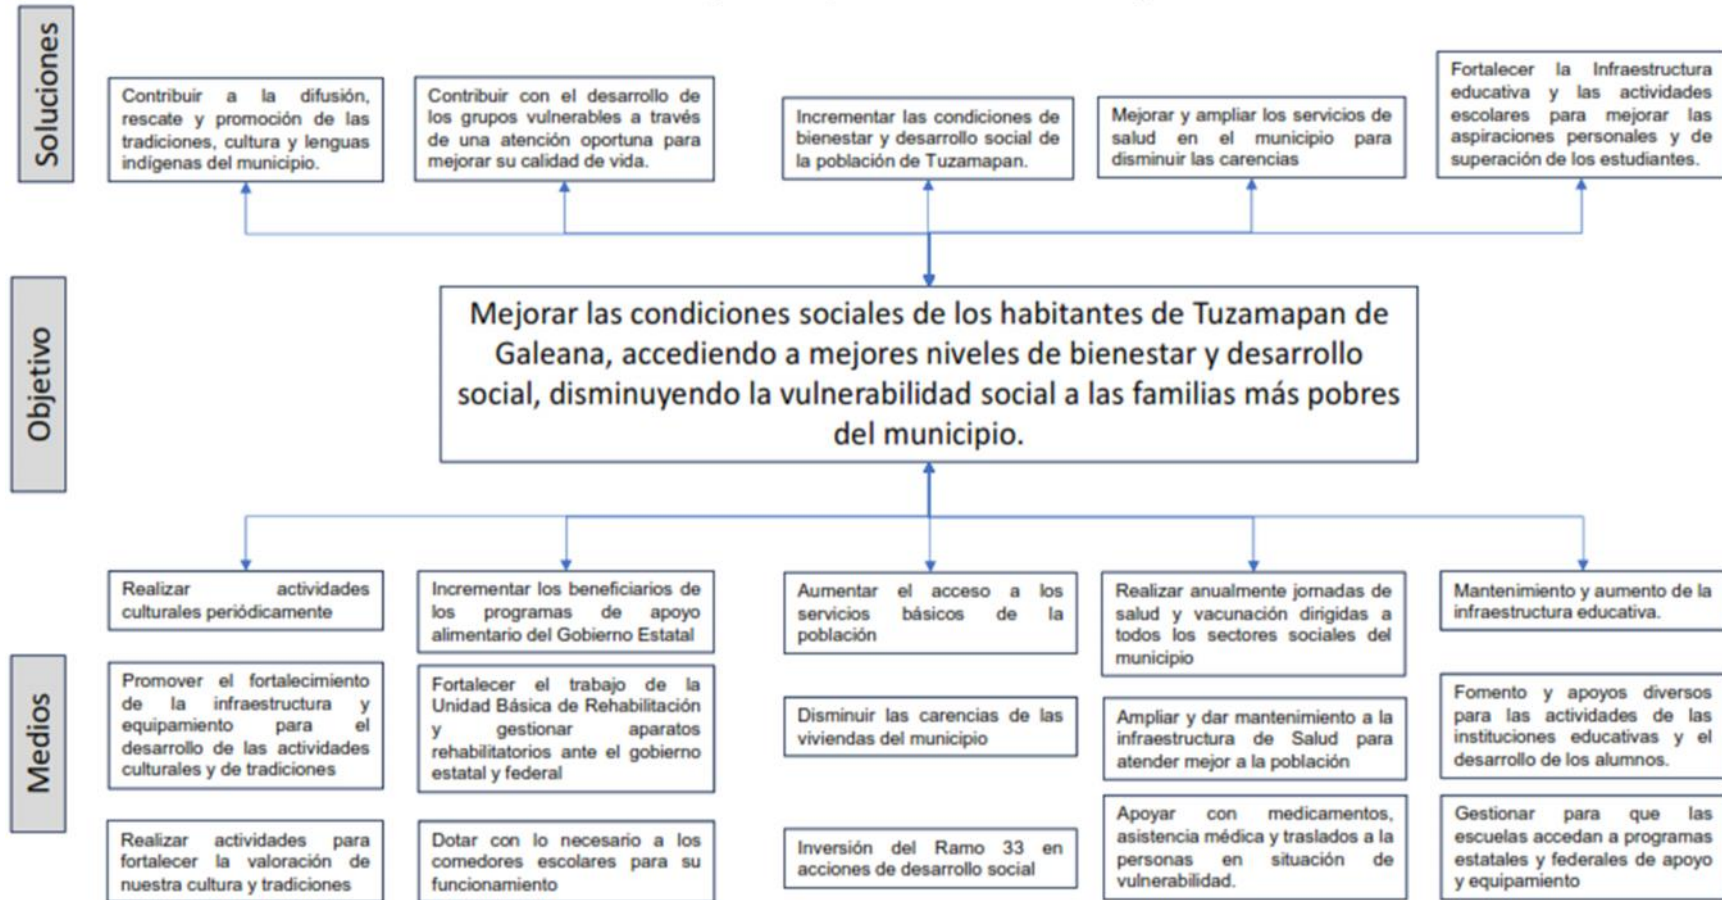 Soluciones
Contribuir a la difusión,
rescate y promoción de las
tradiciones, cultura y lenguas
indígenas del municipio.
Contribuir con el desarrollo de
los grupos vulnerables a través
de una atención oportuna para
mejorar su calidad de vida.
Incrementar las condiciones de
bienestar y desarrollo social de
la población de Tuzamapan.
Mejorar y ampliar los servicios de
salud en el municipio para
disminuir las carencias
Fortalecer la Infraestructura
educativa y las actividades
escolares para mejorar las
aspiraciones personales y de
superación de los estudiantes.
Objetivo
Mejorar las condiciones sociales de los habitantes de Tuzamapan de
Galeana, accediendo a mejores niveles de bienestar y desarrollo
social, disminuyendo la vulnerabilidad social a las familias más pobres
del municipio.
Medios
Realizar actividades
culturales periódicamente
Promover el fortalecimiento
de la infraestructura y
equipamiento para el
desarrollo de las actividades
culturales y de tradiciones
Realizar actividades para
fortalecer la valoración de
nuestra cultura y tradiciones
Incrementar los beneficiarios de
los programas de apoyo
alimentario del Gobierno Estatal
Fortalecer el trabajo de la
Unidad Básica de Rehabilitación
y gestionar aparatos
rehabilitatorios ante el gobierno
estatal y federal
Dotar con lo necesario a los
comedores escolares para su
funcionamiento
Aumentar el acceso a los
servicios básicos de la
población
Disminuir las carencias de las
viviendas del municipio
Inversión del Ramo 33 en
acciones de desarrollo social
Realizar anualmente jornadas de
salud y vacunación dirigidas a
todos los sectores sociales del
municipio
Ampliar y dar mantenimiento a la
infraestructura de Salud para
atender mejor a la población
Apoyar con medicamentos,
asistencia médica y traslados a la
personas en situación de
vulnerabilidad.
Mantenimiento y aumento de la
infraestructura educativa.
Fomento y apoyos diversos
para las actividades de las
instituciones educativas y el
desarrollo de los alumnos.
Gestionar para que las
escuelas accedan a programas
estatales y federales de apoyo
y equipamiento